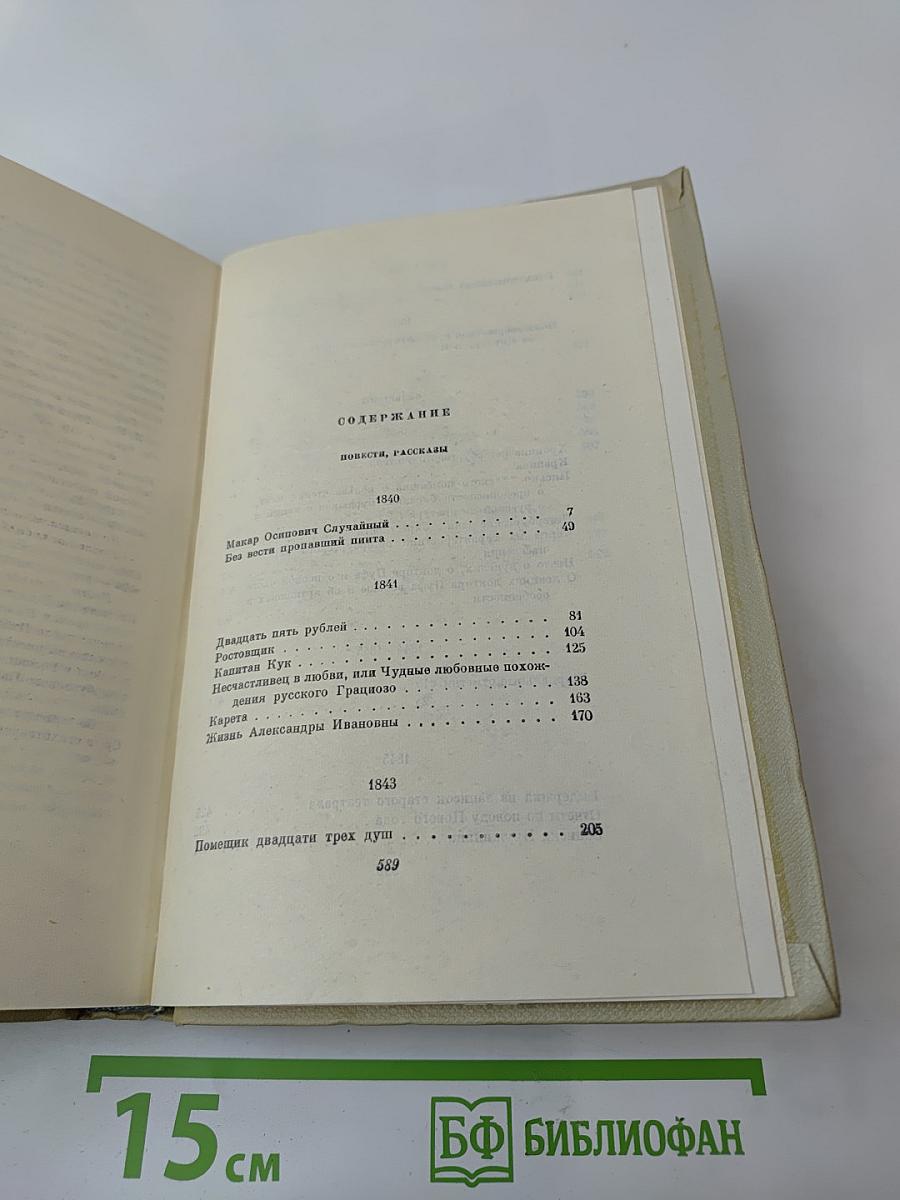 СОДЕРЖАНИЕ
ПОВЕСТИ, РАССКАЗЫ
1840
Макар Осипович Случайный . . . . . . . . . . . . 7
Без вести пропавший пиита . . . . . . . . . . . . 49
1841
Двадцать пять рублей . . . . . . . . . . . . . . 81
Ростовщик . . . . . . . . . . . . . . . . . . 104
Капитан Кук . . . . . . . . . . . . . . . . . 125
Несчастливец в любви, или Чудные любовные похож-
дения русского Грациозо . . . . . . . . . . 138
Карета . . . . . . . . . . . . . . . . . . . . 163
Жизнь Александры Ивановны . . . . . . . . . . 170
1843
Помещик двадцати трех душ . . . . . . . . . . . 205
589
15 см
БФ БИБЛИОФАН